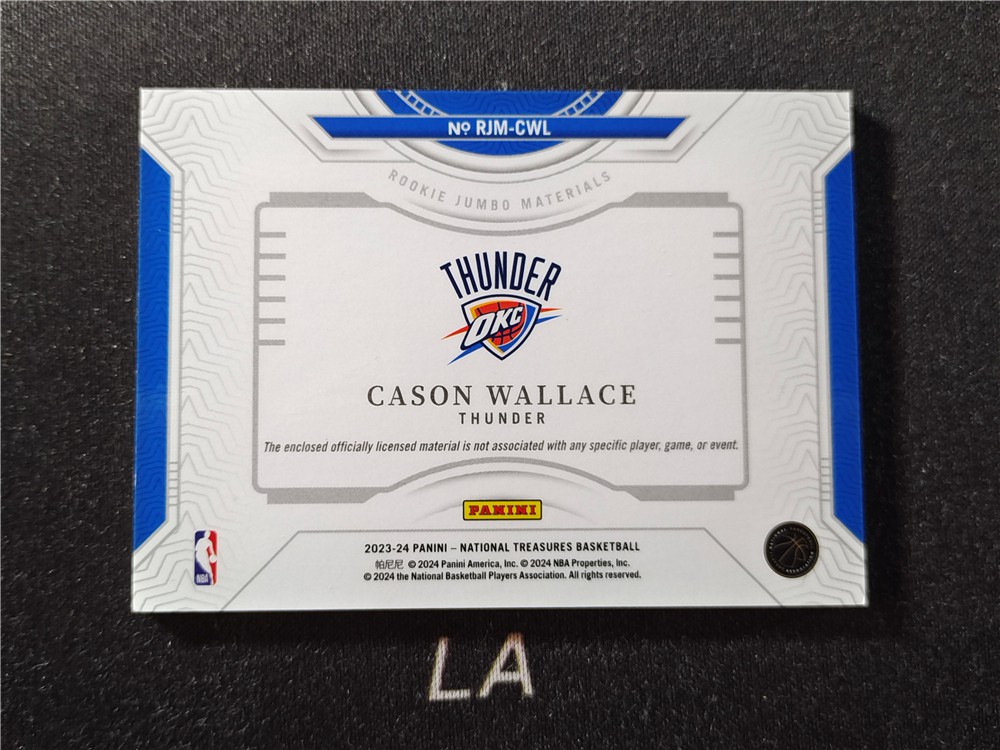 Nº RJM-CWL
ROOKIE JUMBO MATERIALS
THUNDER
OKC
CASON WALLACE
THUNDER
The enclosed officially licensed material is not associated with any specific player, game, or event.
PANINI
2023-24 PANINI – NATIONAL TREASURES BASKETBALL
帕尼尼 © 2024 Panini America, Inc. © 2024 NBA Properties, Inc.
© 2024 the National Basketball Players Association. All rights reserved.
NBA
LA